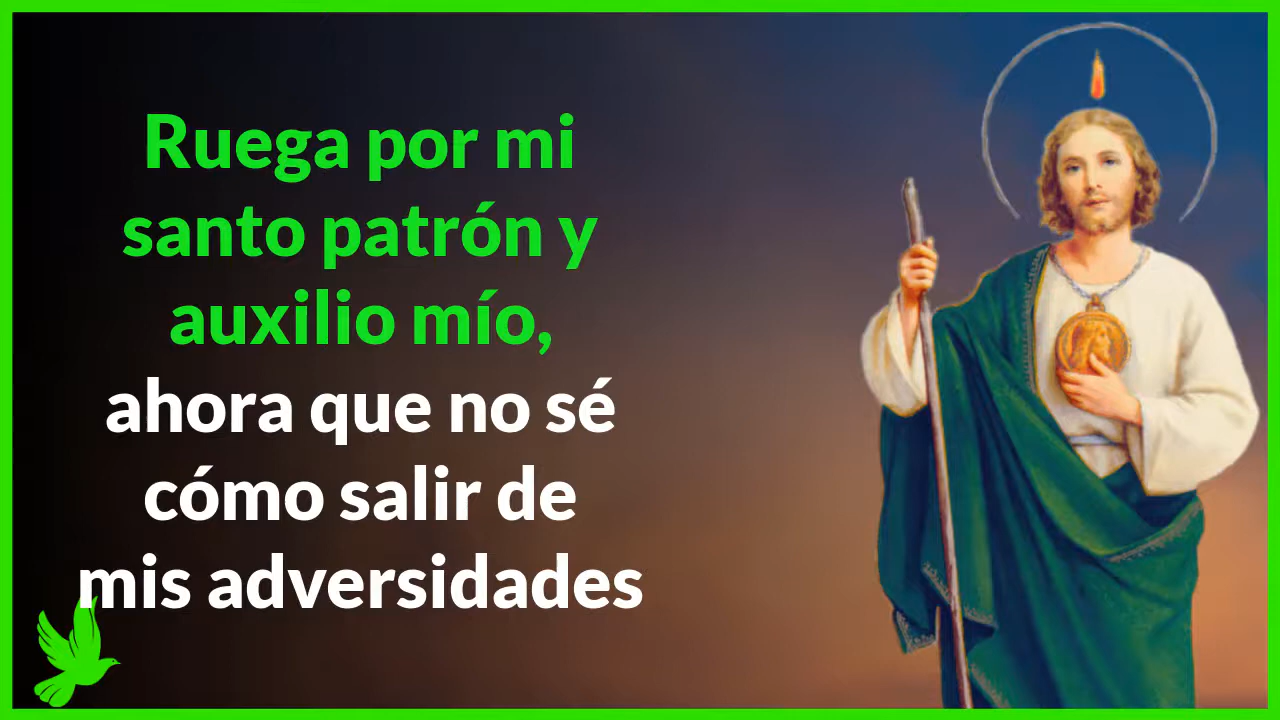 Ruega por mi
santo patrón y
auxilio mío,
ahora que no sé
cómo salir de
mis adversidades